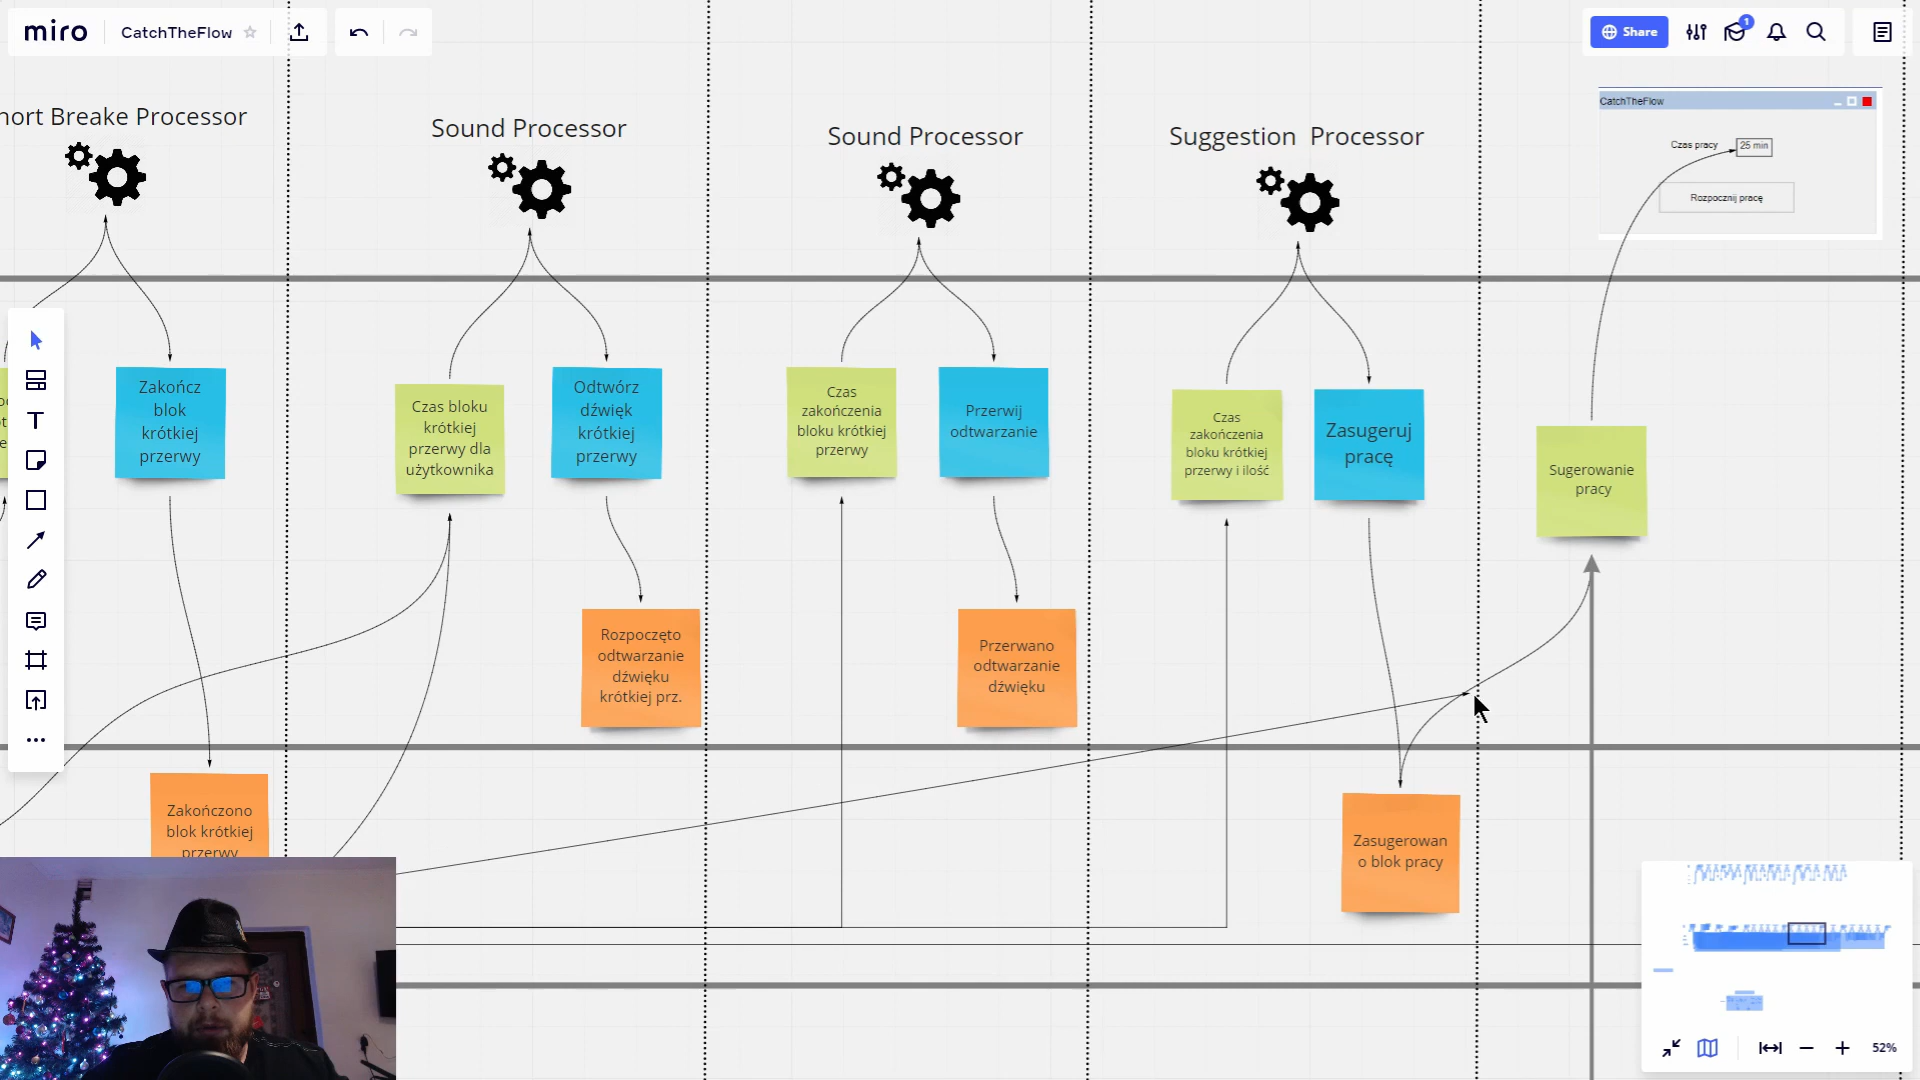 miro
CatchTheFlow
Share
1
hort Breake Processor
Sound Processor
Sound Processor
Suggestion Processor
CatchTheFlow
Czas pracy
25 min
Rozpocznij pracę
Zakończ
blok
krótkiej
przerwy
Czas bloku
krótkiej
przerwy dla
użytkownika
Odtwórz
dźwięk
krótkiej
przerwy
Czas
zakończenia
bloku krótkiej
przerwy
Przerwij
odtwarzanie
Czas
zakończenia
bloku krótkiej
przerwy i ilość
Zasugeruj
pracę
Sugerowanie
pracy
Rozpoczęto
odtwarzanie
dźwięku
krótkiej prz.
Przerwano
odtwarzanie
dźwięku
Zakończono
blok krótkiej
przerwy
Zasugerowan
o blok pracy
52%